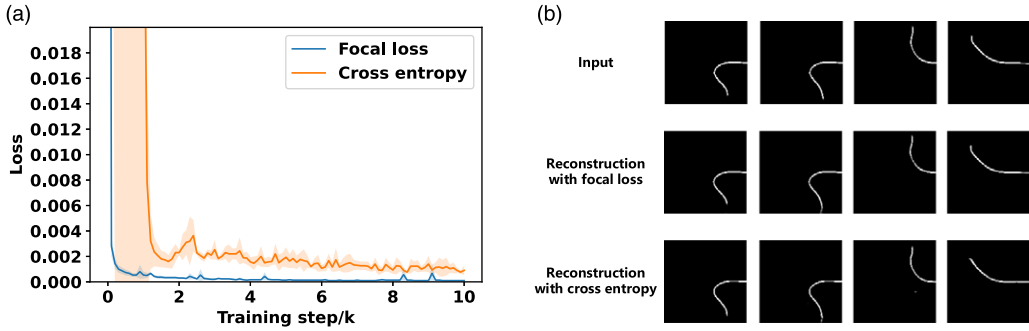 (a)
0.018
0.016
0.014
0.012
0.010
0.008
0.006
0.004
0.002
0.000
Loss
0 2 4 6 8 10
Training step/k
Focal loss
Cross entropy
(b)
Input
Reconstruction
with focal loss
Reconstruction
with cross entropy